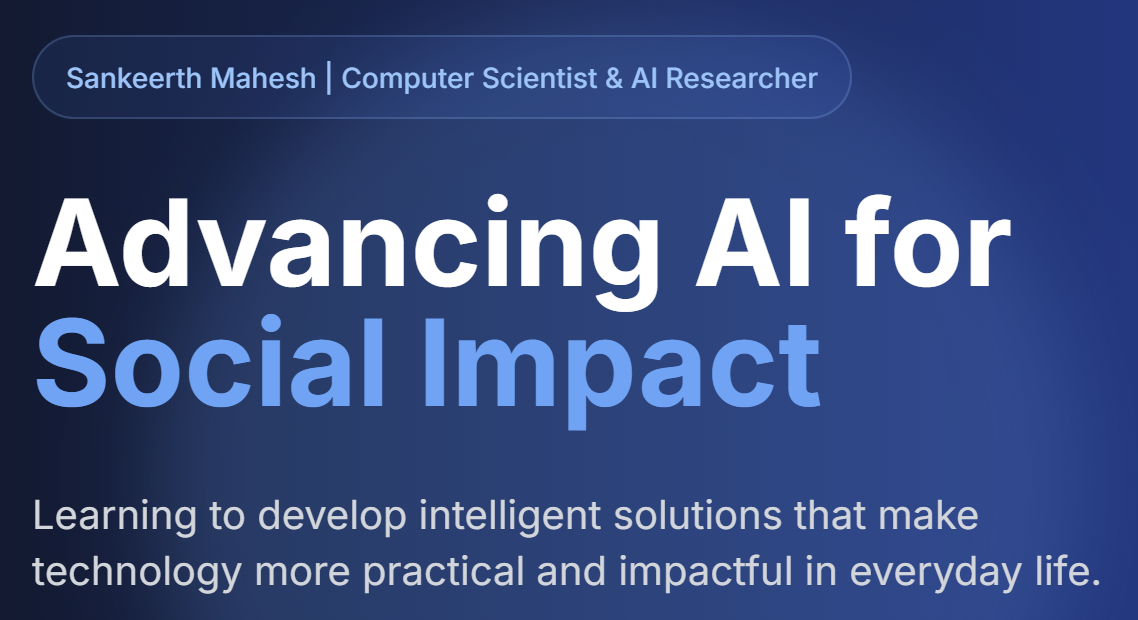 Sankeerth Mahesh | Computer Scientist & AI Researcher
Advancing AI for
Social Impact
Learning to develop intelligent solutions that make
technology more practical and impactful in everyday life.